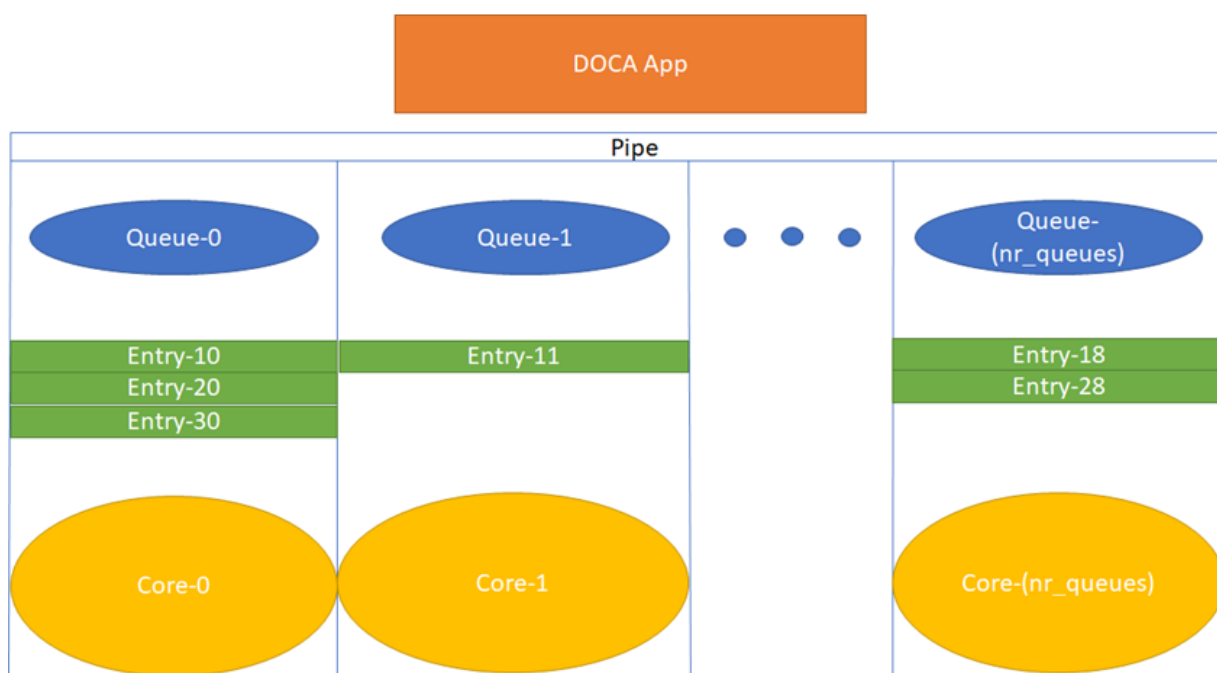 DOCA App
Pipe
Queue-0
Queue-1
Queue-
(nr_queues)
Entry-10
Entry-11
Entry-18
Entry-20
Entry-28
Entry-30
Core-0
Core-1
Core-(nr_queues)